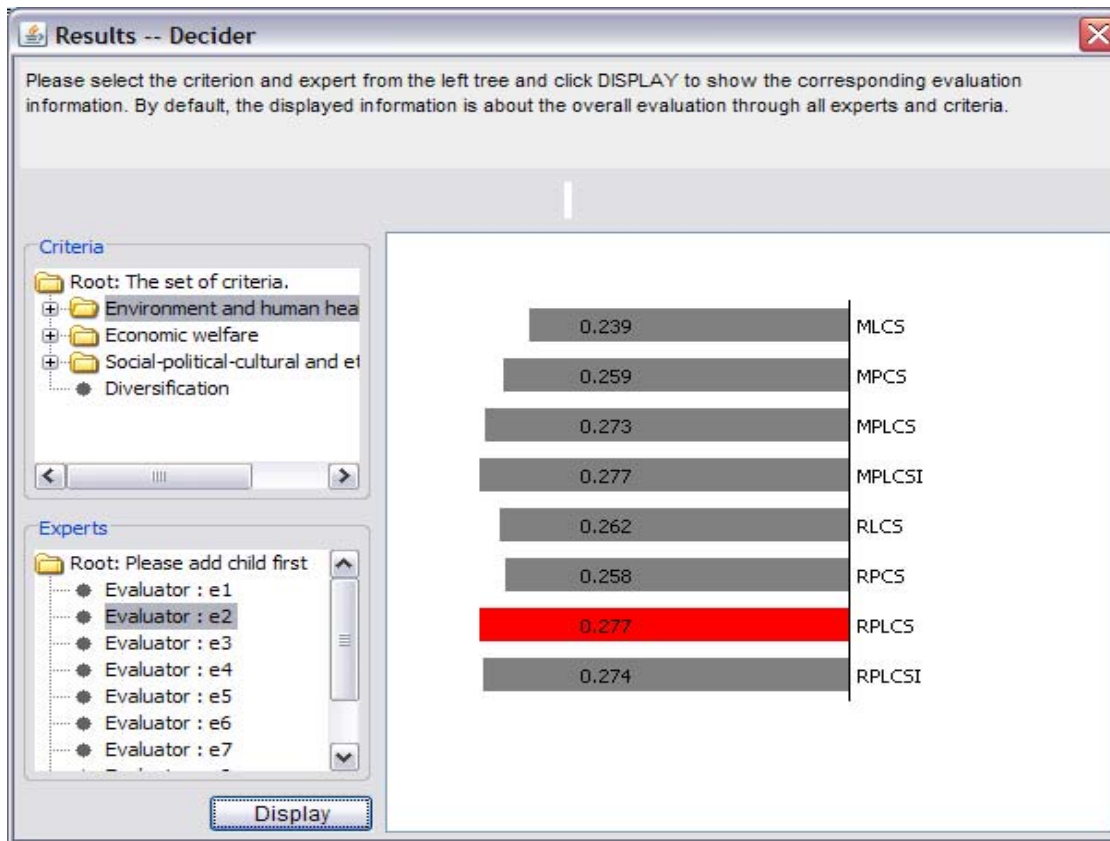 Results -- Decider
Please select the criterion and expert from the left tree and click DISPLAY to show the corresponding evaluation
information. By default, the displayed information is about the overall evaluation through all experts and criteria.
Criteria
Root: The set of criteria.
Environment and human hea
Economic welfare
Social-political-cultural and et
Diversification
Experts
Root: Please add child first
Evaluator : e1
Evaluator : e2
Evaluator : e3
Evaluator : e4
Evaluator : e5
Evaluator : e6
Evaluator : e7
Display
0.239 MLCS
0.259 MPCS
0.273 MPLCS
0.277 MPLCSI
0.262 RLCS
0.258 RPCS
0.277 RPLCS
0.274 RPLCSI